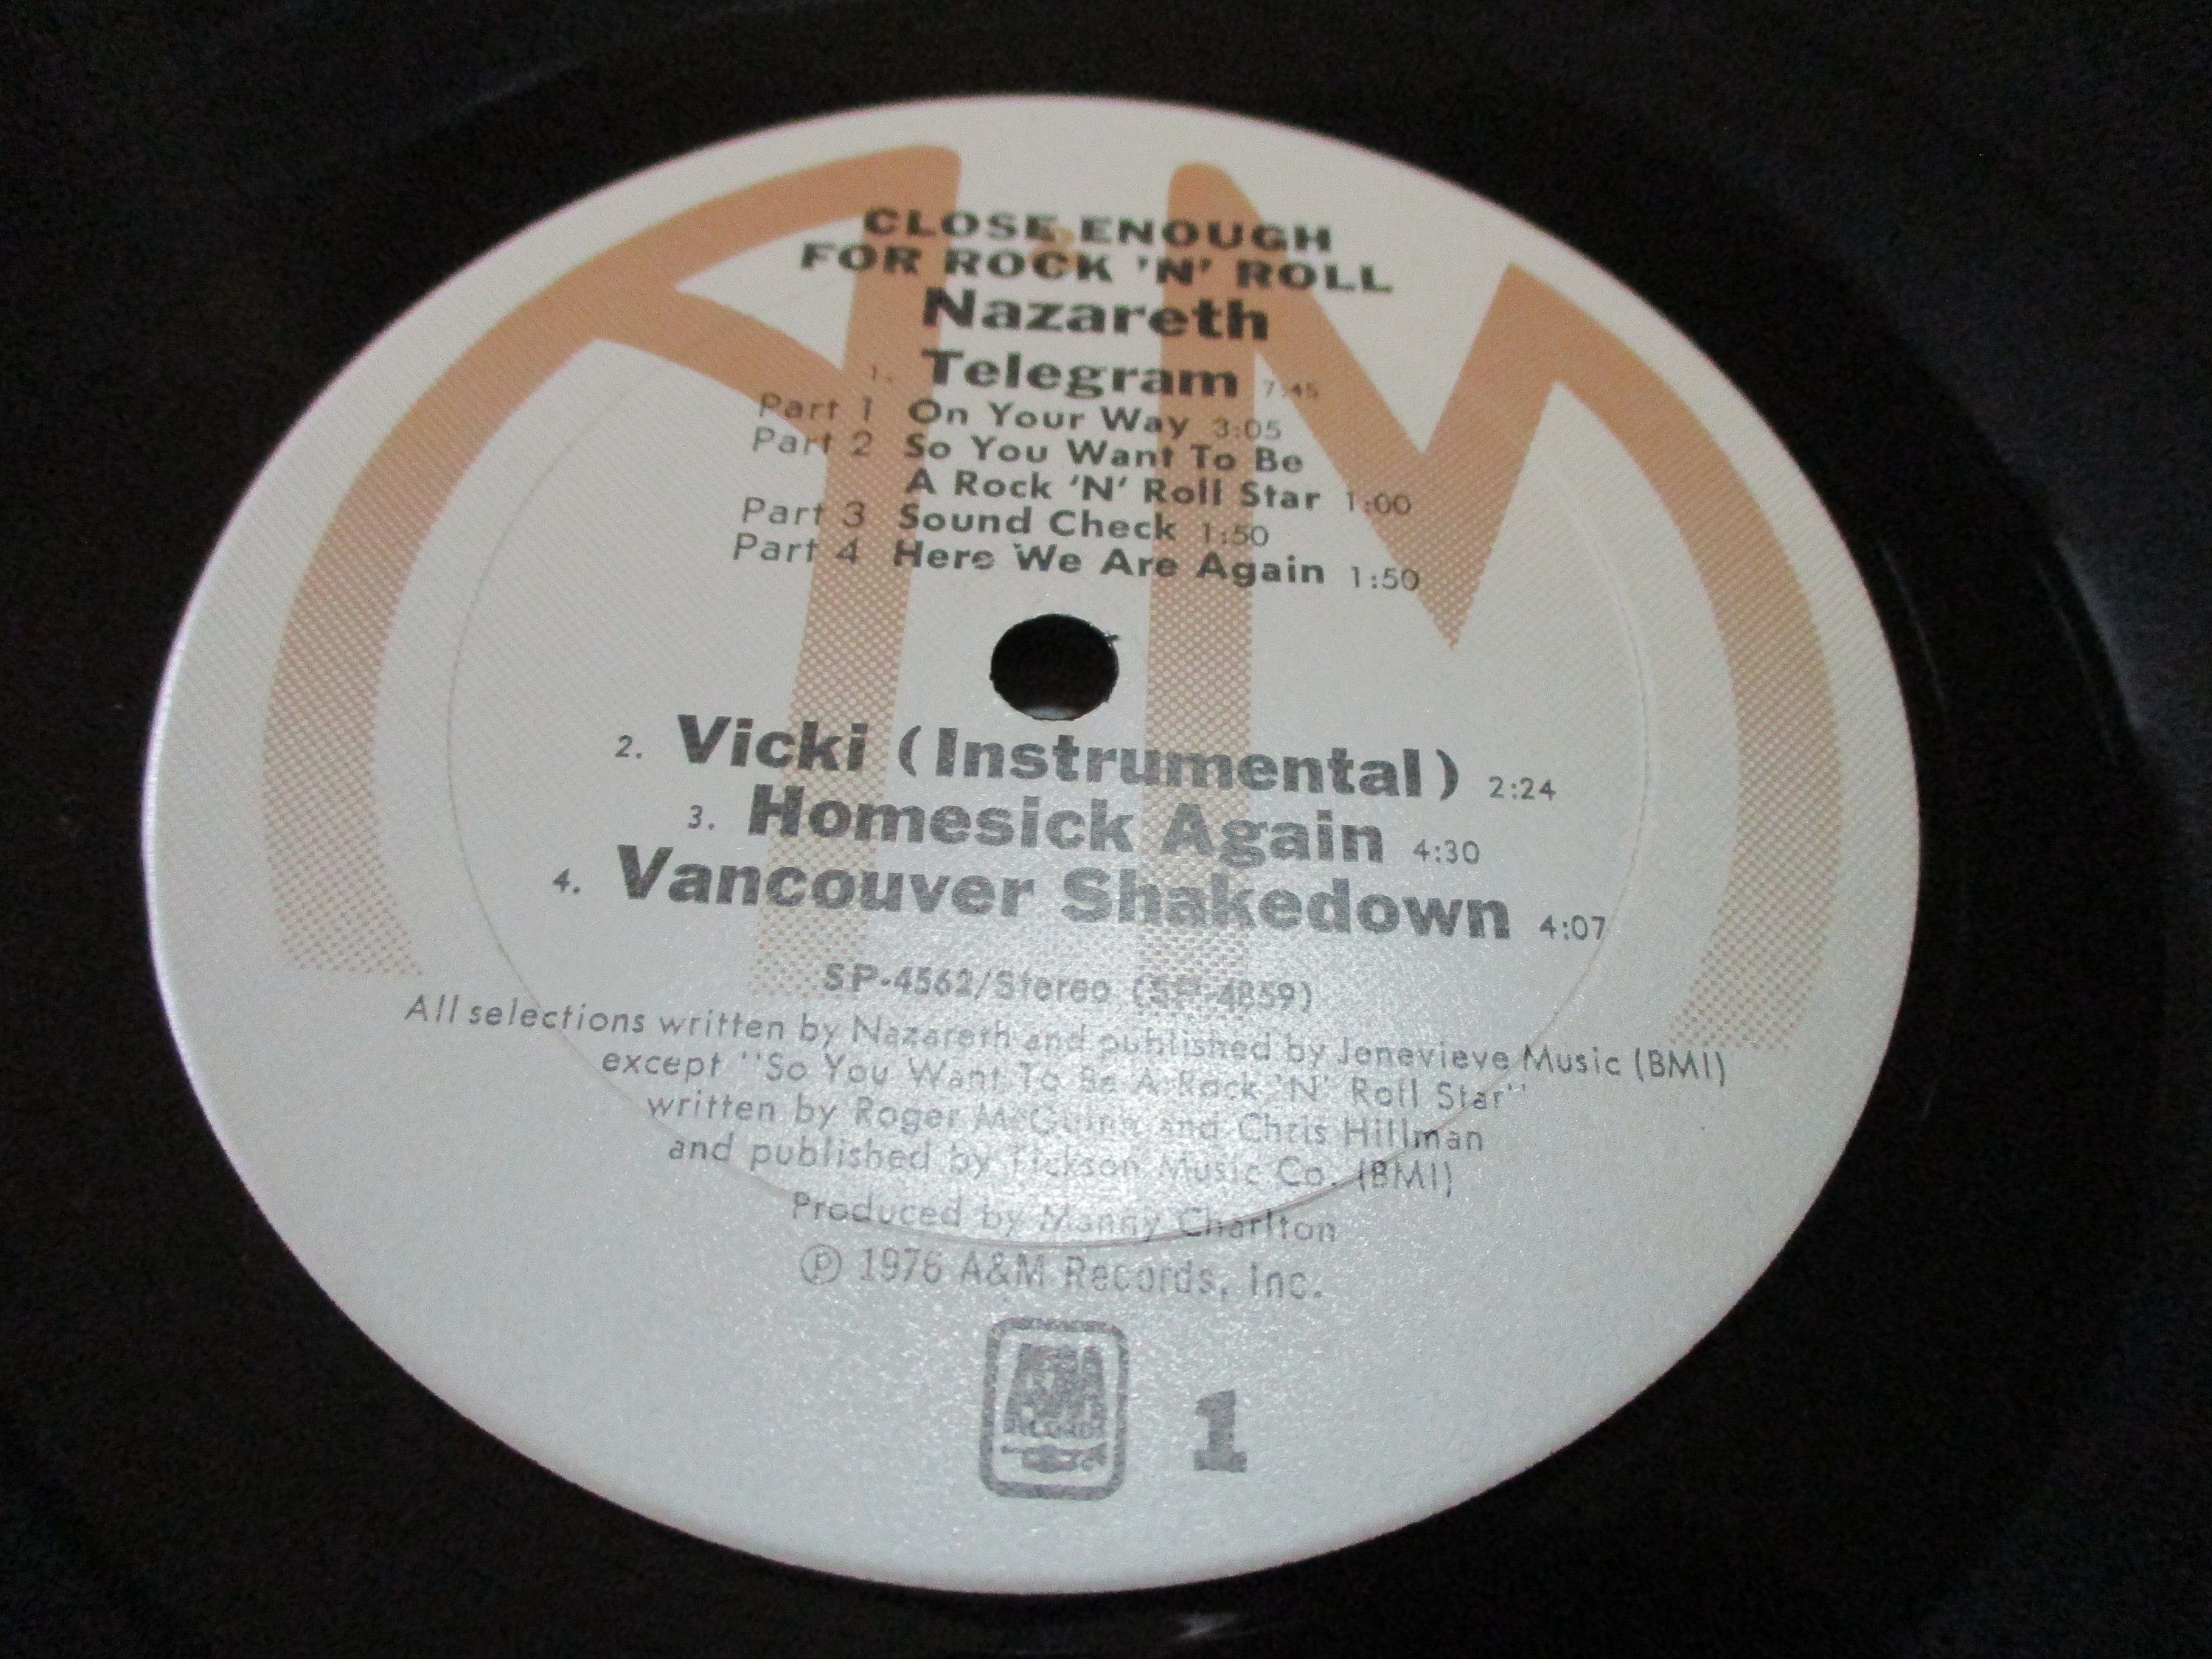 CLOSE ENOUGH
FOR ROCK 'N' ROLL
Nazareth
1. Telegram 7:45
Part 1 On Your Way 3:05
Part 2 So You Want To Be
A Rock 'N' Roll Star 1:00
Part 3 Sound Check 1:50
Part 4 Here We Are Again 1:50
2. Vicki (Instrumental) 2:24
3. Homesick Again 4:30
4. Vancouver Shakedown 4:07
SP-4562/Stereo (SP-4859)
All selections written by Nazareth and published by Jenevieve Music (BMI)
except "So You Want To Be A Rock 'N' Roll Star"
written by Roger McGuinn and Chris Hillman
and published by Tickson Music Co. (BMI)
Produced by Manny Charlton
℗ 1976 A&M Records, Inc.
1